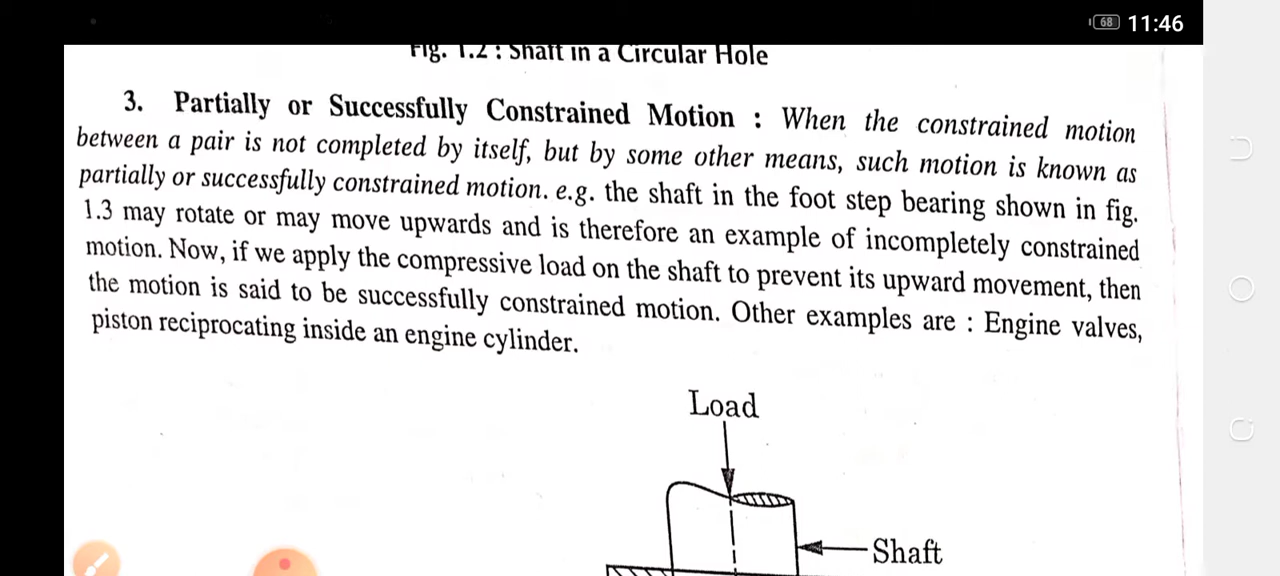 68 11:46
Fig. 1.2 : Shaft in a Circular Hole
3. Partially or Successfully Constrained Motion : When the constrained motion
between a pair is not completed by itself, but by some other means, such motion is known as
partially or successfully constrained motion. e.g. the shaft in the foot step bearing shown in fig.
1.3 may rotate or may move upwards and is therefore an example of incompletely constrained
motion. Now, if we apply the compressive load on the shaft to prevent its upward movement, then
the motion is said to be successfully constrained motion. Other examples are : Engine valves,
piston reciprocating inside an engine cylinder.
Load
Shaft